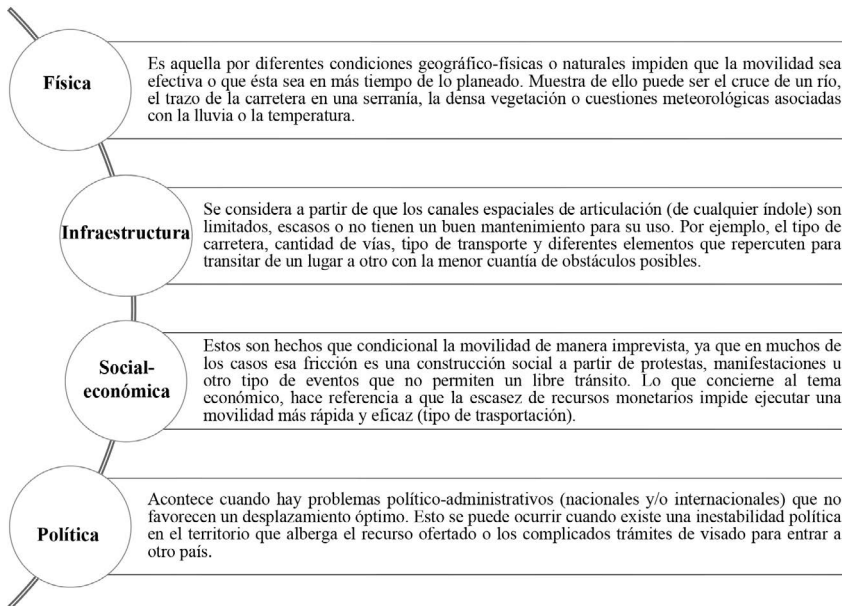 Física
Es aquella por diferentes condiciones geográfico-físicas o naturales impiden que la movilidad sea
efectiva o que ésta sea en más tiempo de lo planeado. Muestra de ello puede ser el cruce de un río,
el trazo de la carretera en una serranía, la densa vegetación o cuestiones meteorológicas asociadas
con la lluvia o la temperatura.
Infraestructura
Se considera a partir de que los canales espaciales de articulación (de cualquier índole) son
limitados, escasos o no tienen un buen mantenimiento para su uso. Por ejemplo, el tipo de
carretera, cantidad de vías, tipo de transporte y diferentes elementos que repercuten para
transitar de un lugar a otro con la menor cuantía de obstáculos posibles.
Social-
económica
Estos son hechos que condicional la movilidad de manera imprevista, ya que en muchos de
los casos esa fricción es una construcción social a partir de protestas, manifestaciones u
otro tipo de eventos que no permiten un libre tránsito. Lo que concierne al tema
económico, hace referencia a que la escasez de recursos monetarios impide ejecutar una
movilidad más rápida y eficaz (tipo de trasportación).
Política
Acontece cuando hay problemas político-administrativos (nacionales y/o internacionales) que no
favorecen un desplazamiento óptimo. Esto se puede ocurrir cuando existe una inestabilidad política
en el territorio que alberga el recurso ofertado o los complicados trámites de visado para entrar a
otro país.